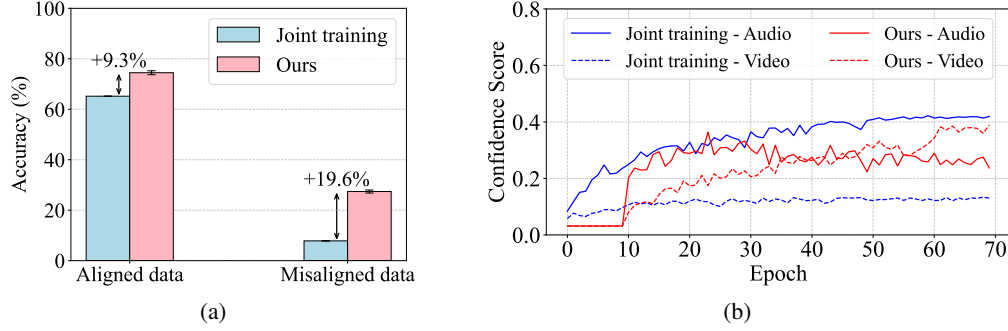 100
80
60
40
20
0
Accuracy (%)
+9.3%
+19.6%
Joint training
Ours
Aligned data
Misaligned data
(a)
0.8
0.6
0.4
0.2
0.0
Confidence Score
Joint training - Audio
Joint training - Video
Ours - Audio
Ours - Video
0 10 20 30 40 50 60 70
Epoch
(b)